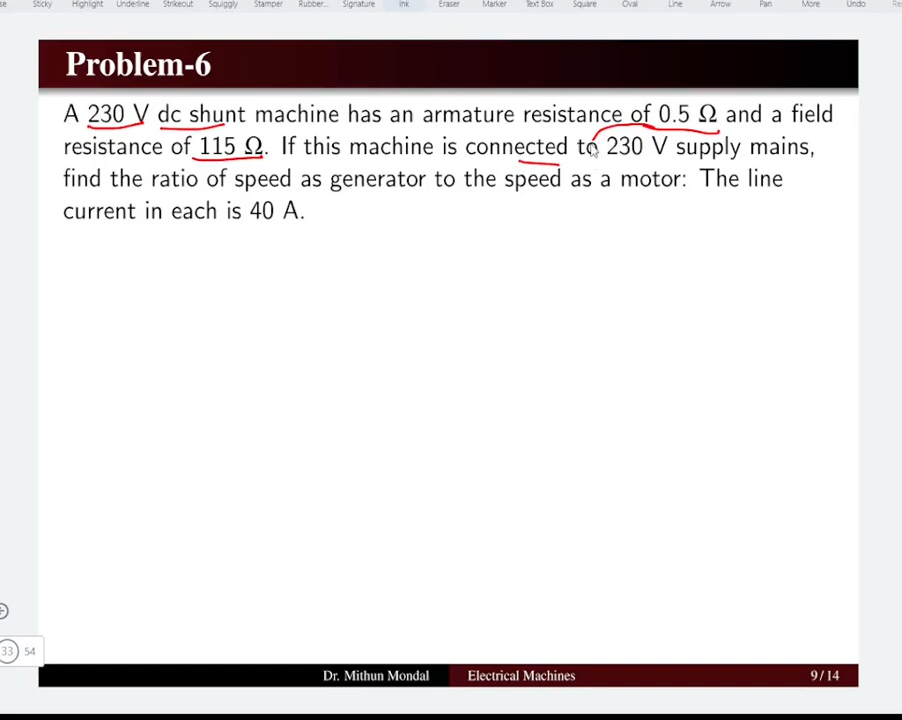 Sticky Highlight Underline Strikeout Squiggly Stamper Rubber... Signature Ink Eraser Marker Text Box Square Oval Line Arrow Pan More Undo
Problem-6
A 230 V dc shunt machine has an armature resistance of 0.5 Ω and a field
resistance of 115 Ω. If this machine is connected to 230 V supply mains,
find the ratio of speed as generator to the speed as a motor: The line
current in each is 40 A.
33 54
Dr. Mithun Mondal Electrical Machines 9/14